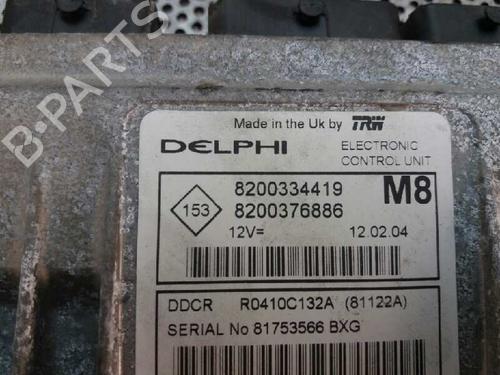 Made in the Uk by TRW
DELPHI ELECTRONIC
CONTROL UNIT
8200334419 M8
153
8200376886
12V= 12.02.04
DDCR R0410C132A (81122A)
SERIAL No 81753566 BXG
B-PARTS